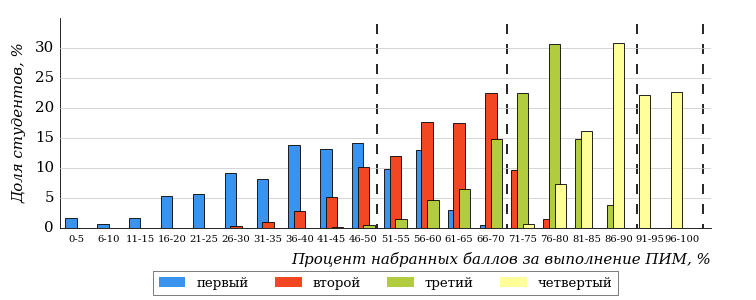 Доля студентов, %
30
25
20
15
10
5
0
0-5 6-10 11-15 16-20 21-25 26-30 31-35 36-40 41-45 46-50 51-55 56-60 61-65 66-70 71-75 76-80 81-85 86-90 91-95 96-100
Процент набранных баллов за выполнение ПИМ, %
первый второй третий четвертый